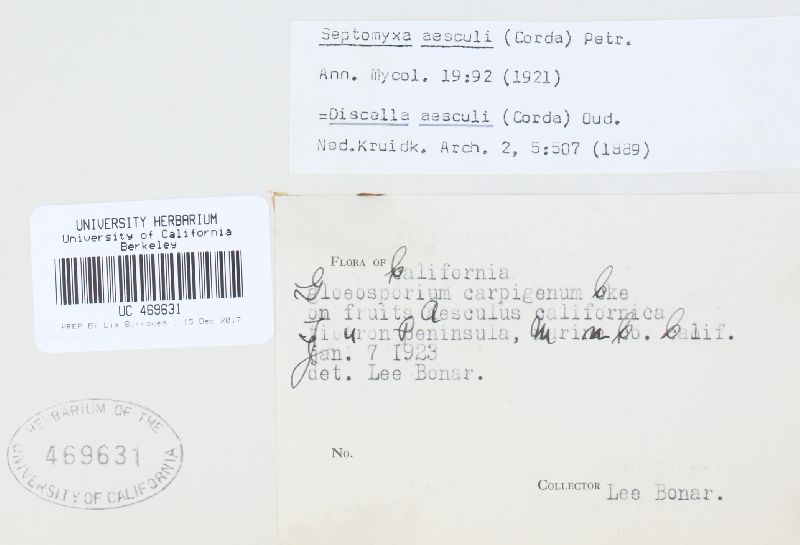 Septomyxa aesculi (Corda) Petr.
Ann. Mycol. 19:92 (1921)
=Discella aesculi (Corda) Oud.
Ned.Kruidk. Arch. 2, 5:507 (1889)
UNIVERSITY HERBARIUM
University of California
Berkeley
UC 469631
PREP BY Lia , 15 Dec 2017
FLORA OF California
Gloeosporium carpigenum Cke
on fruits Aesculus californica
Tiburon Peninsula, Marin Co. Calif.
Jan. 7 1923
det. Lee Bonar.
No.
COLLECTOR Lee Bonar.
HERBARIUM OF THE
469631
UNIVERSITY OF CALIFORNIA